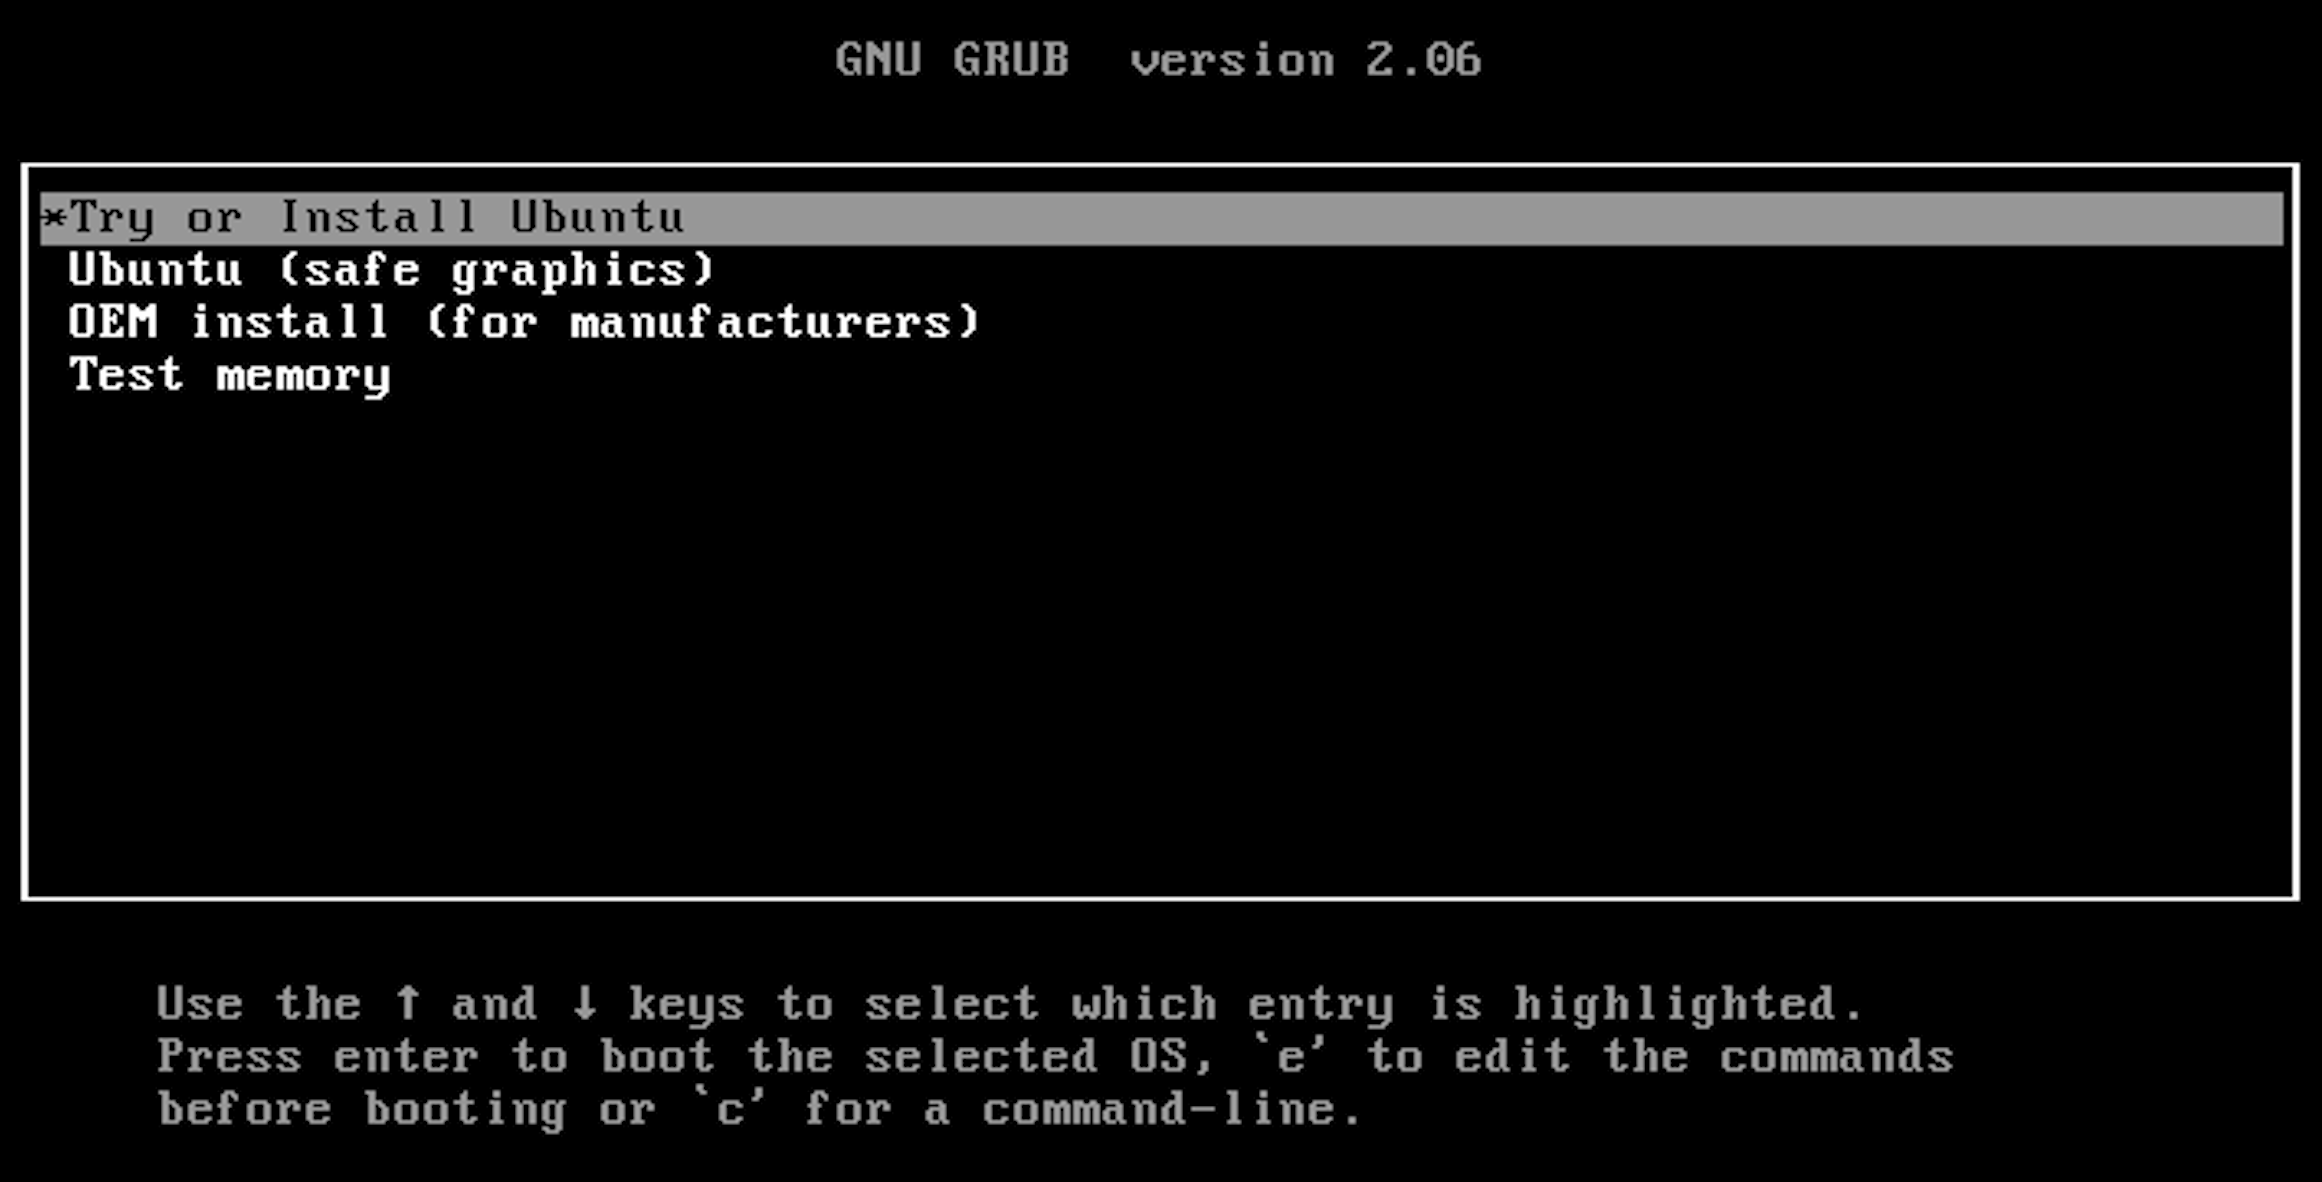 GNU GRUB  version 2.06
*Try or Install Ubuntu
Ubuntu (safe graphics)
OEM install (for manufacturers)
Test memory
Use the ↑ and ↓ keys to select which entry is highlighted.
Press enter to boot the selected OS, `e' to edit the commands
before booting or `c' for a command-line.